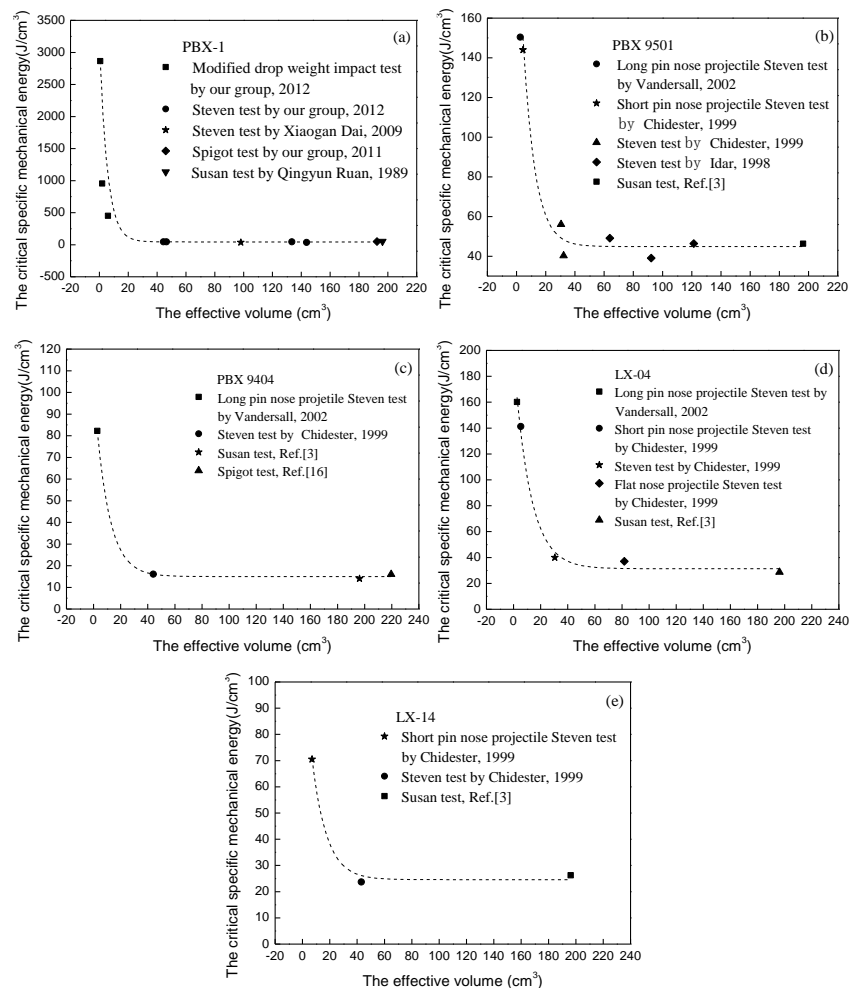 (a)
PBX-1
Modified drop weight impact test
by our group, 2012
Steven test by our group, 2012
Steven test by Xiaogan Dai, 2009
Spigot test by our group, 2011
Susan test by Qingyun Ruan, 1989
The critical specific mechanical energy(J/cm³)
3500
3000
2500
2000
1500
1000
500
0
-500
-20 0 20 40 60 80 100 120 140 160 180 200 220
The effective volume (cm³)
(b)
PBX 9501
Long pin nose projectile Steven test
by Vandersall, 2002
Short pin nose projectile Steven test
by Chidester, 1999
Steven test by Chidester, 1999
Steven test by Idar, 1998
Susan test, Ref.[3]
The critical specific mechanical energy(J/cm³)
160
140
120
100
80
60
40
-20 0 20 40 60 80 100 120 140 160 180 200 220
The effective volume (cm³)
(c)
PBX 9404
Long pin nose projetile Steven test
by Vandersall, 2002
Steven test by Chidester, 1999
Susan test, Ref.[3]
Spigot test, Ref.[16]
The critical specific mechanical energy(J/cm³)
120
110
100
90
80
70
60
50
40
30
20
10
0
-20 0 20 40 60 80 100 120 140 160 180 200 220 240
The effective volume (cm³)
(d)
LX-04
Long pin nose projectile Steven test by
Vandersall, 2002
Short pin nose projectile Steven test
by Chidester, 1999
Steven test by Chidester, 1999
Flat nose projectile Steven test
by Chidester, 1999
Susan test, Ref.[3]
The critical specific mechanical energy(J/cm³)
200
180
160
140
120
100
80
60
40
20
0
-20 0 20 40 60 80 100 120 140 160 180 200 220
The effective volume (cm³)
(e)
LX-14
Short pin nose projectile Steven test
by Chidester, 1999
Steven test by Chidester, 1999
Susan test, Ref.[3]
The critical specific mechanical energy(J/cm³)
100
90
80
70
60
50
40
30
20
10
0
-20 0 20 40 60 80 100 120 140 160 180 200 220 240
The effective volume (cm³)